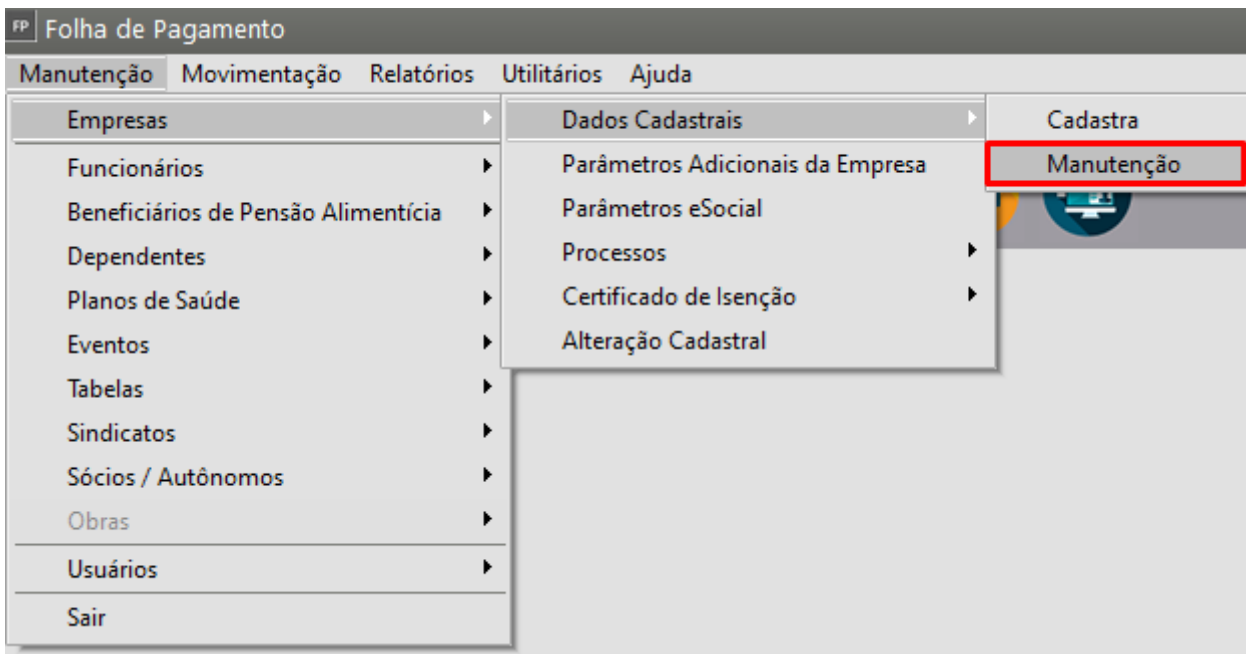 FP Folha de Pagamento
Manutenção Movimentação Relatórios Utilitários Ajuda
Empresas
Funcionários
Beneficiários de Pensão Alimentícia
Dependentes
Planos de Saúde
Eventos
Tabelas
Sindicatos
Sócios / Autônomos
Obras
Usuários
Sair
Dados Cadastrais
Parâmetros Adicionais da Empresa
Parâmetros eSocial
Processos
Certificado de Isenção
Alteração Cadastral
Cadastra
Manutenção